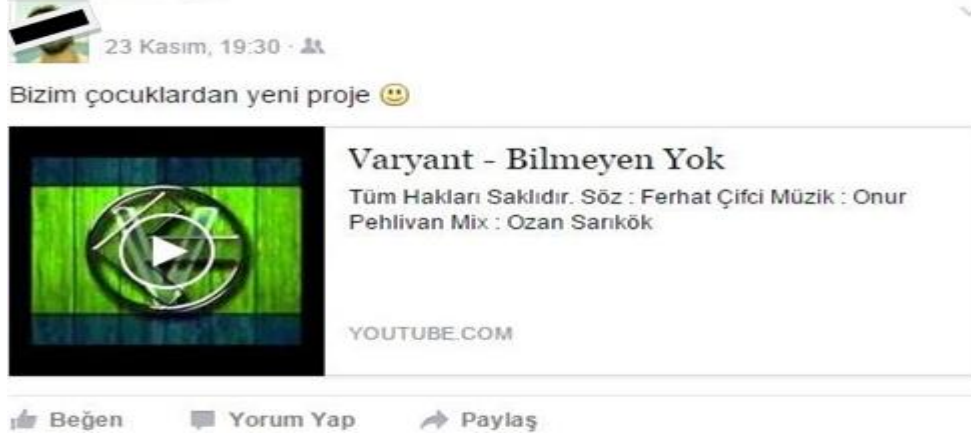 23 Kasım, 19:30
Bizim çocuklardan yeni proje
Varyant - Bilmeyen Yok
Tüm Hakları Saklıdır. Söz : Ferhat Çifci Müzik : Onur
Pehlivan Mix : Ozan Sarıkök
YOUTUBE.COM
Beğen Yorum Yap Paylaş